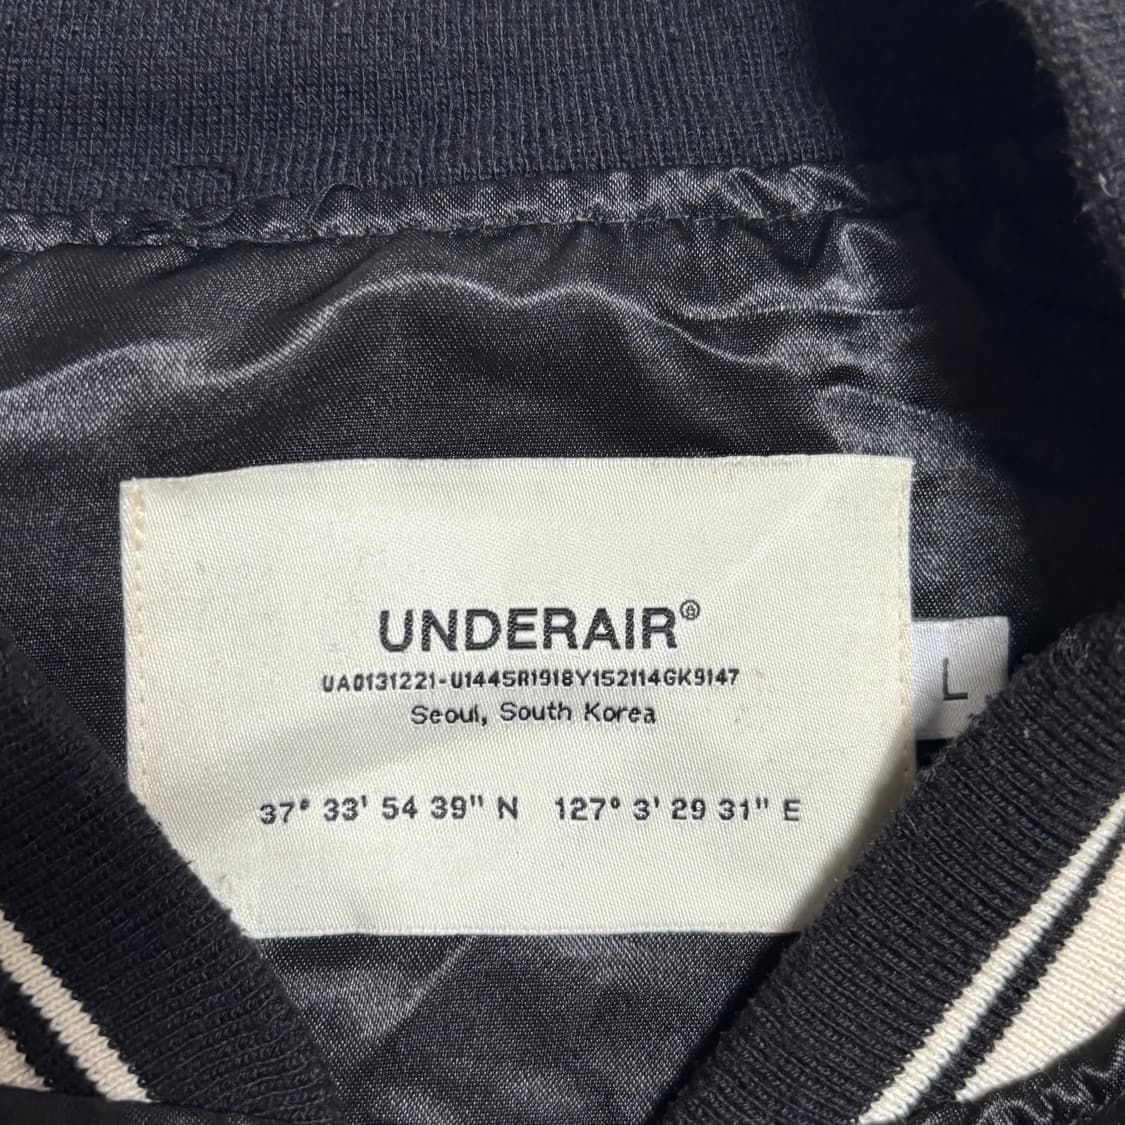 UNDERAIR®
UA0131221-U1445R1918Y152114GK9147
Seoul, South Korea
L
37° 33' 54 39" N 127° 3' 29 31" E